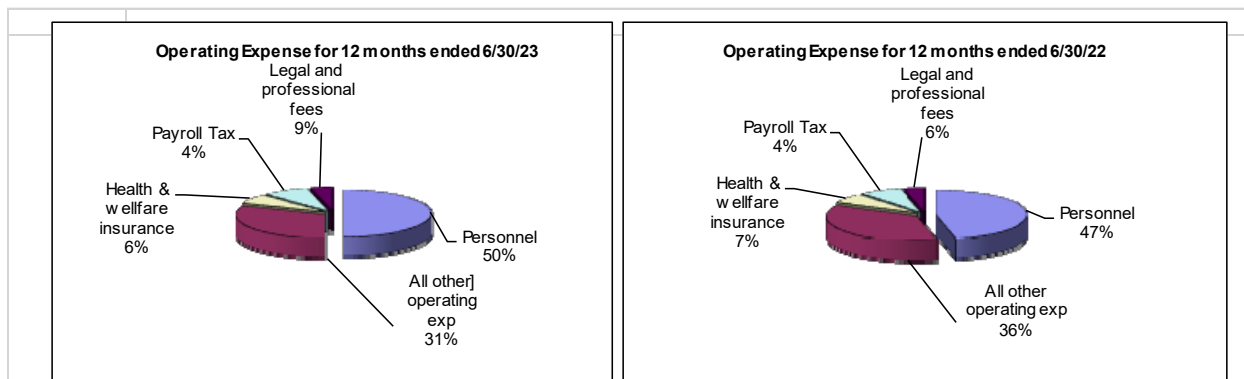 Operating Expense for 12 months ended 6/30/23
Legal and
professional
fees
9%
Payroll Tax
4%
Health &
wellfare
insurance
6%
Personnel
50%
All other]
operating
exp
31%
Operating Expense for 12 months ended 6/30/22
Legal and
professional
fees
6%
Payroll Tax
4%
Health &
wellfare
insurance
7%
Personnel
47%
All other
operating exp
36%